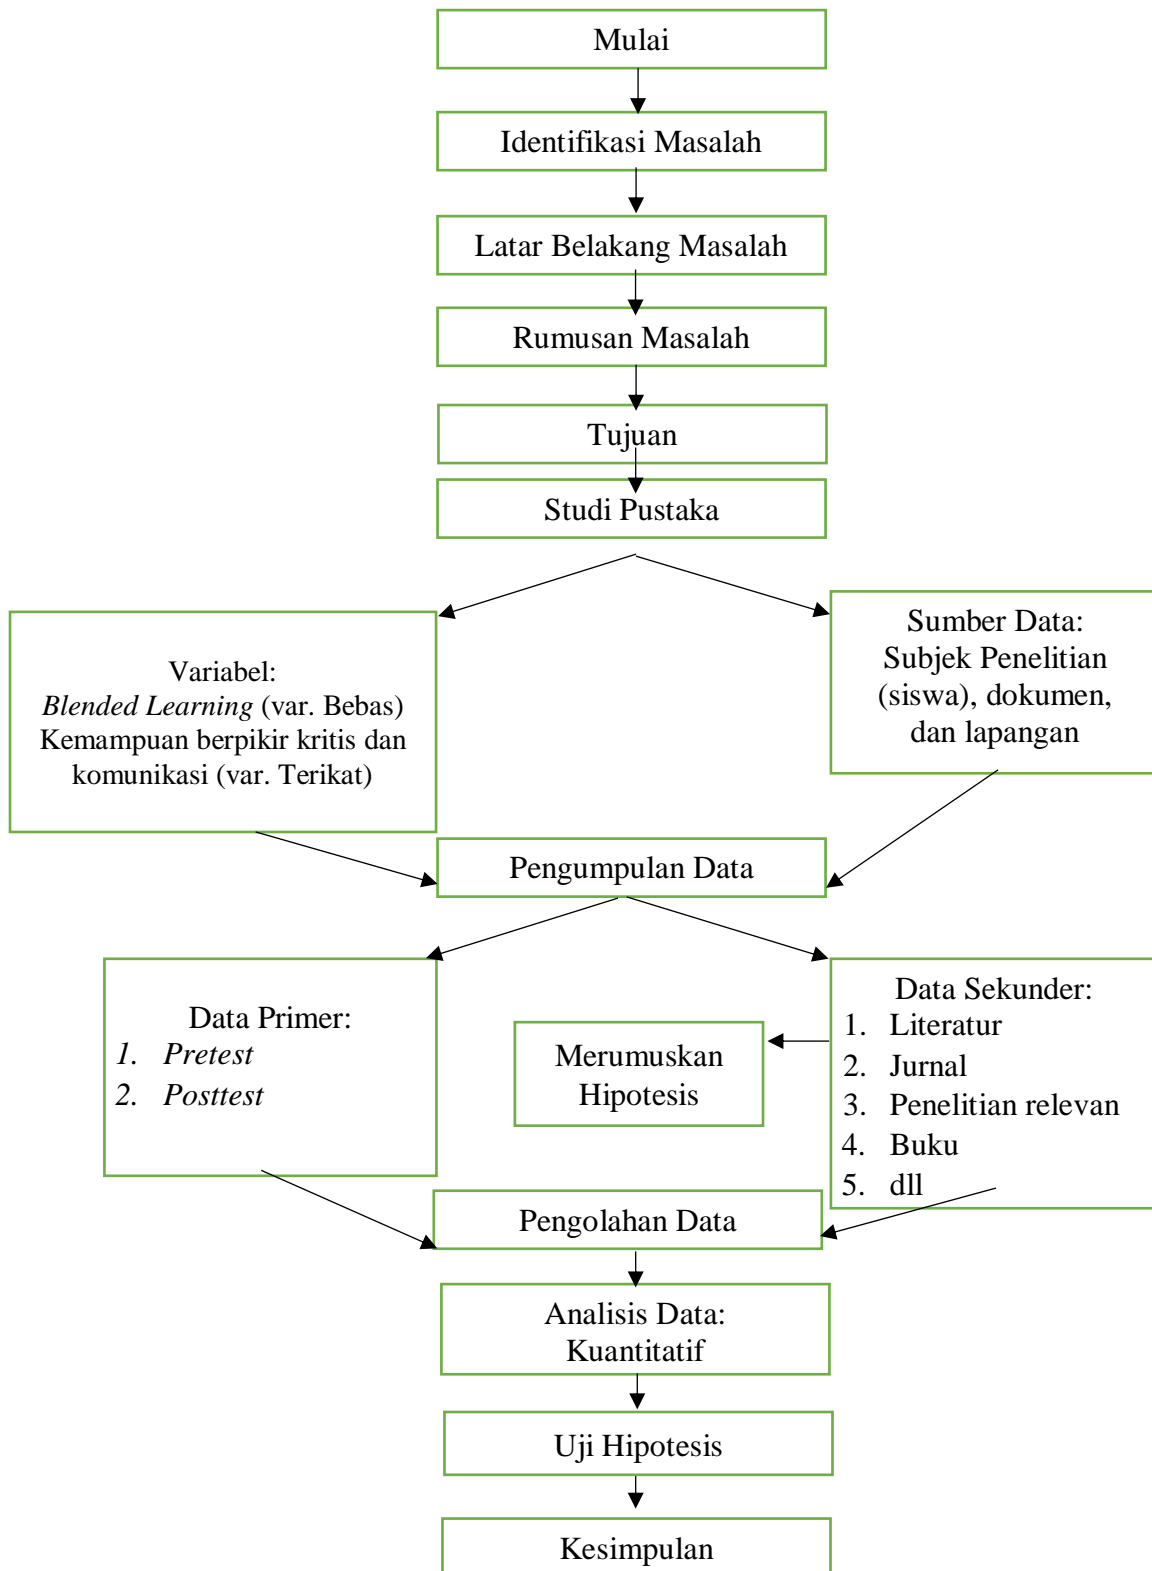 Mulai
Identifikasi Masalah
Latar Belakang Masalah
Rumusan Masalah
Tujuan
Studi Pustaka
Variabel:
Blended Learning (var. Bebas)
Kemampuan berpikir kritis dan
komunikasi (var. Terikat)
Sumber Data:
Subjek Penelitian
(siswa), dokumen,
dan lapangan
Pengumpulan Data
Data Primer:
1. Pretest
2. Posttest
Merumuskan
Hipotesis
Data Sekunder:
1. Literatur
2. Jurnal
3. Penelitian relevan
4. Buku
5. dll
Pengolahan Data
Analisis Data:
Kuantitatif
Uji Hipotesis
Kesimpulan